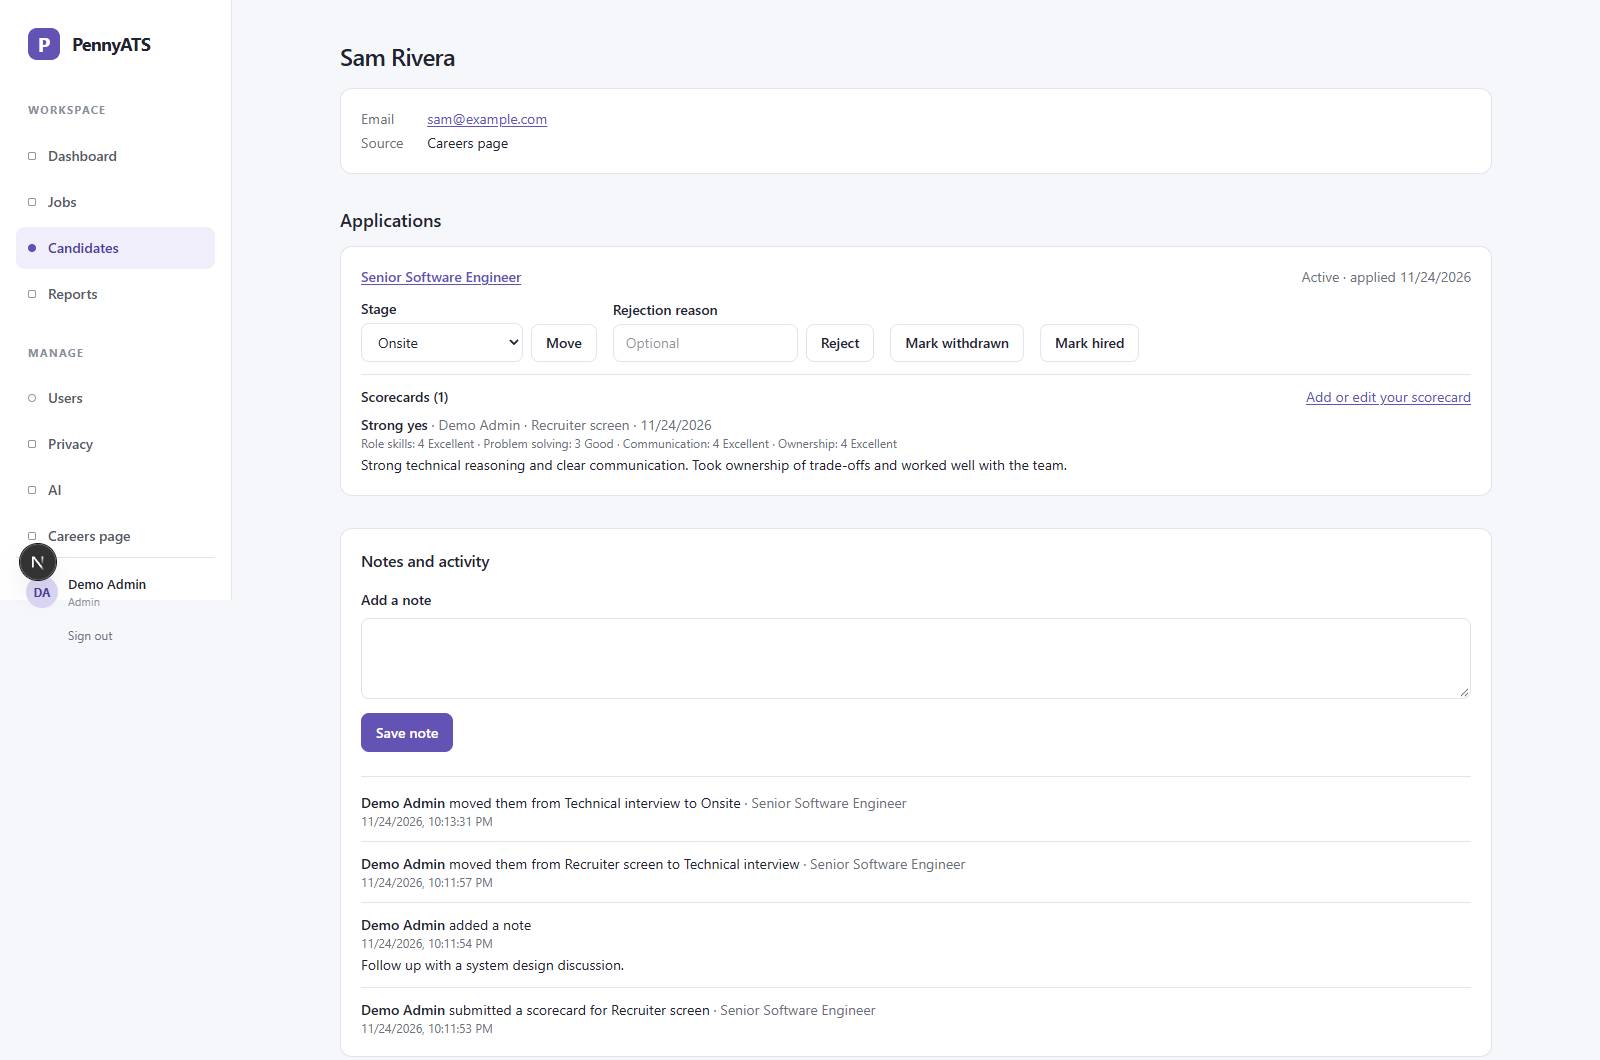 P PennyATS
WORKSPACE
Dashboard
Jobs
Candidates
Reports
MANAGE
Users
Privacy
AI
Careers page
N
DA
Demo Admin
Admin
Sign out
Sam Rivera
Email sam@example.com
Source Careers page
Applications
Senior Software Engineer Active · applied 11/24/2026
Stage Rejection reason
Onsite Move Optional Reject Mark withdrawn Mark hired
Scorecards (1) Add or edit your scorecard
Strong yes · Demo Admin · Recruiter screen · 11/24/2026
Role skills: 4 Excellent · Problem solving: 3 Good · Communication: 4 Excellent · Ownership: 4 Excellent
Strong technical reasoning and clear communication. Took ownership of trade-offs and worked well with the team.
Notes and activity
Add a note
Save note
Demo Admin moved them from Technical interview to Onsite · Senior Software Engineer
11/24/2026, 10:13:31 PM
Demo Admin moved them from Recruiter screen to Technical interview · Senior Software Engineer
11/24/2026, 10:11:57 PM
Demo Admin added a note
11/24/2026, 10:11:54 PM
Follow up with a system design discussion.
Demo Admin submitted a scorecard for Recruiter screen · Senior Software Engineer
11/24/2026, 10:11:53 PM